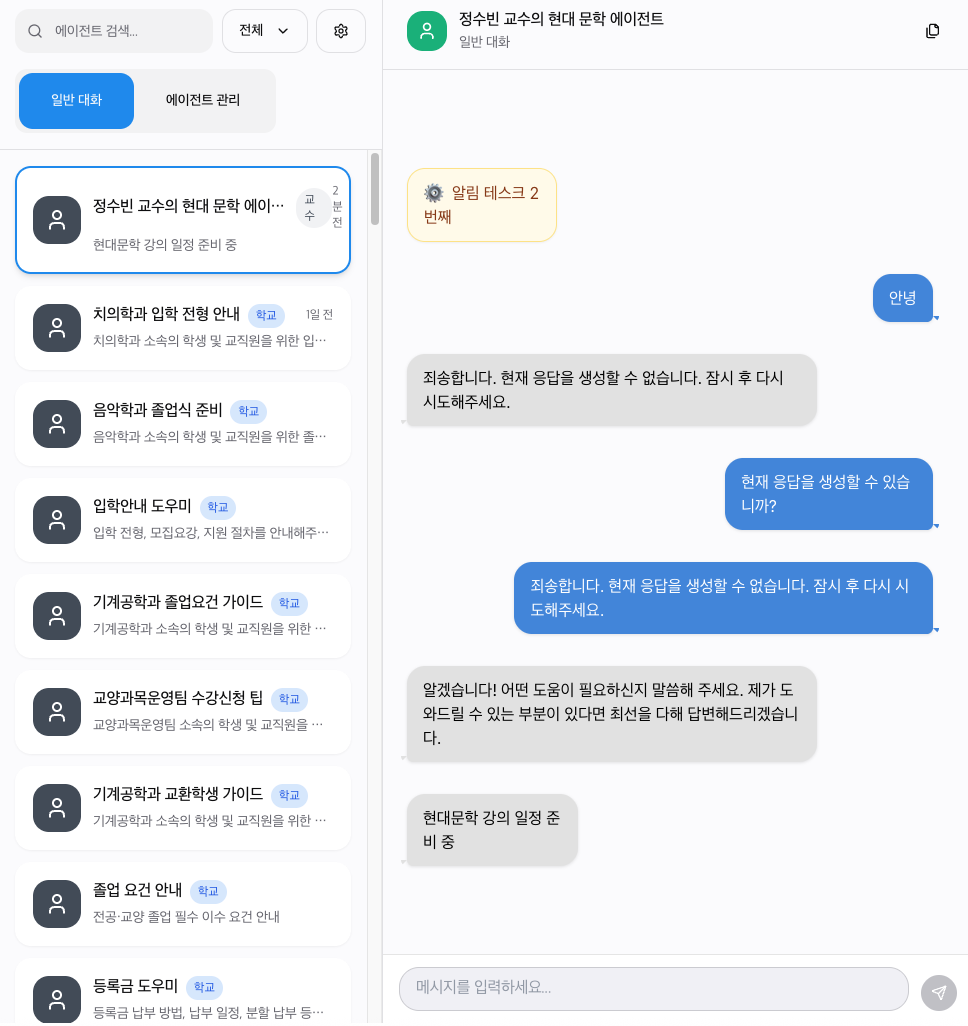 에이전트 검색...
전체
일반 대화
에이전트 관리
정수빈 교수의 현대 문학 에이…
교
수
2
분
전
현대문학 강의 일정 준비 중
치의학과 입학 전형 안내
학교
1일 전
치의학과 소속의 학생 및 교직원을 위한 입…
음악학과 졸업식 준비
학교
음악학과 소속의 학생 및 교직원을 위한 졸…
입학안내 도우미
학교
입학 전형, 모집요강, 지원 절차를 안내해주…
기계공학과 졸업요건 가이드
학교
기계공학과 소속의 학생 및 교직원을 위한 …
교양과목운영팀 수강신청 팁
학교
교양과목운영팀 소속의 학생 및 교직원을 …
기계공학과 교환학생 가이드
학교
기계공학과 소속의 학생 및 교직원을 위한 …
졸업 요건 안내
학교
전공·교양 졸업 필수 이수 요건 안내
등록금 도우미
학교
등록금 납부 방법, 납부 일정, 분할 납부 등…
정수빈 교수의 현대 문학 에이전트
일반 대화
알림 테스크 2
번째
안녕
죄송합니다. 현재 응답을 생성할 수 없습니다. 잠시 후 다시
시도해주세요.
현재 응답을 생성할 수 있습
니까?
죄송합니다. 현재 응답을 생성할 수 없습니다. 잠시 후 다시 시
도해주세요.
알겠습니다! 어떤 도움이 필요하신지 말씀해 주세요. 제가 도
와드릴 수 있는 부분이 있다면 최선을 다해 답변해드리겠습니
다.
현대문학 강의 일정 준
비 중
메시지를 입력하세요...